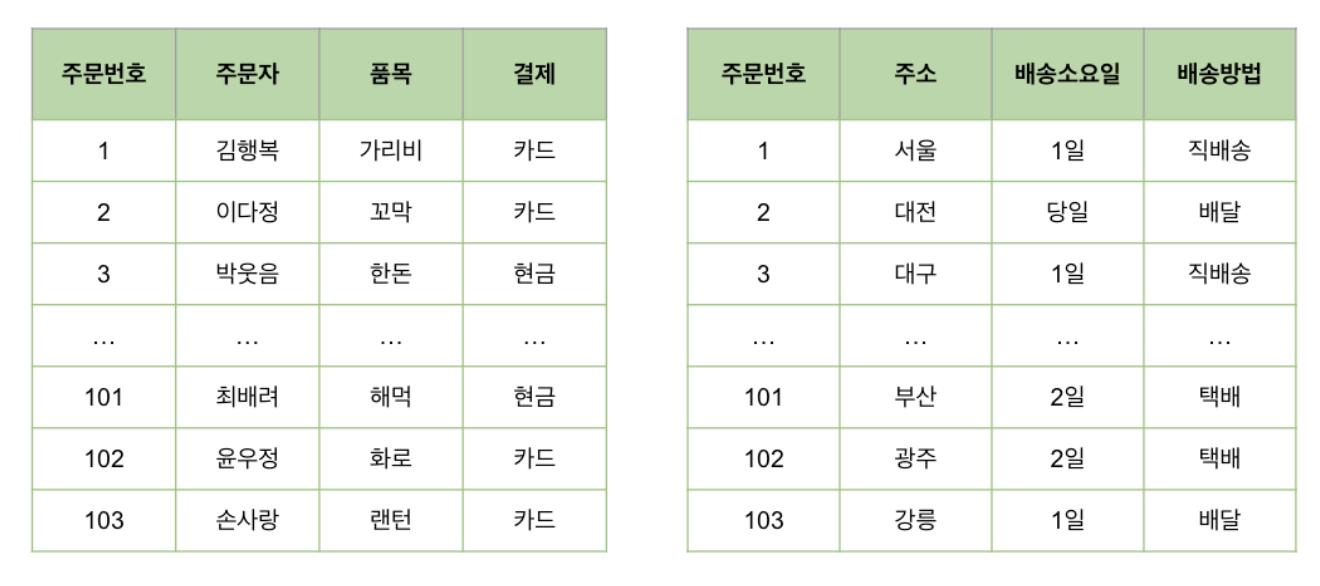 주문번호 주문자 품목 결제
1 김행복 가리비 카드
2 이다정 꼬막 카드
3 박웃음 한돈 현금
... ... ... ...
101 최배려 해먹 현금
102 윤우정 화로 카드
103 손사랑 랜턴 카드
주문번호 주소 배송소요일 배송방법
1 서울 1일 직배송
2 대전 당일 배달
3 대구 1일 직배송
... ... ... ...
101 부산 2일 택배
102 광주 2일 택배
103 강릉 1일 배달